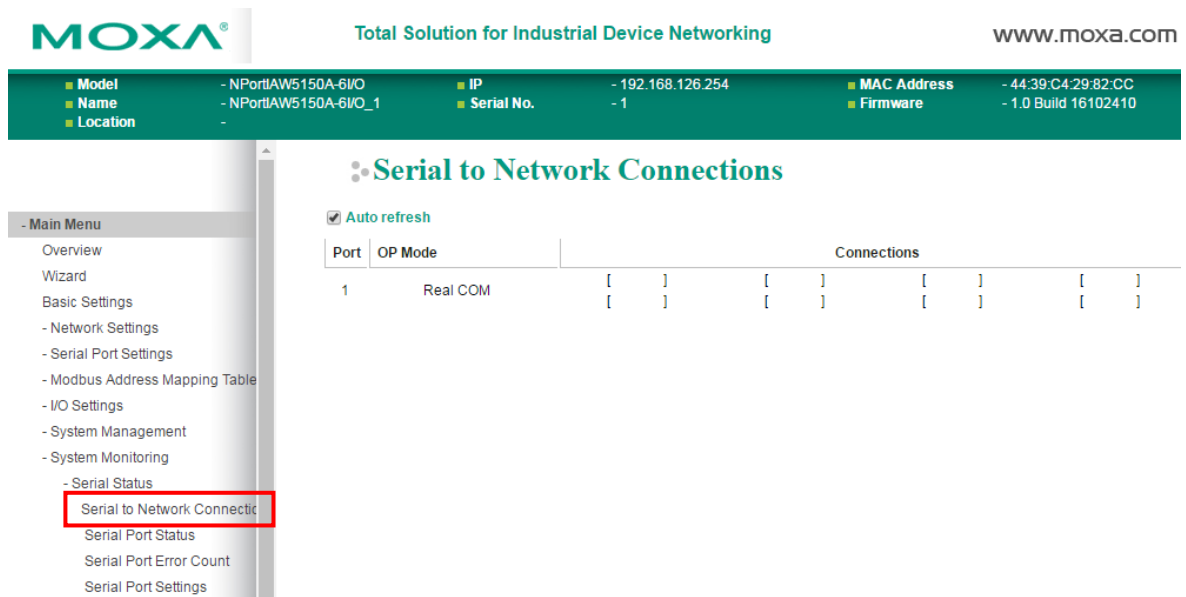 MOXA® Total Solution for Industrial Device Networking www.moxa.com
Model - NPortIAW5150A-6I/O IP - 192.168.126.254 MAC Address - 44:39:C4:29:82:CC
Name - NPortIAW5150A-6I/O_1 Serial No. - 1 Firmware - 1.0 Build 16102410
Location -
Serial to Network Connections
Auto refresh
- Main Menu
Overview
Wizard
Basic Settings
- Network Settings
- Serial Port Settings
- Modbus Address Mapping Table
- I/O Settings
- System Management
- System Monitoring
- Serial Status
Serial to Network Connectio
Serial Port Status
Serial Port Error Count
Serial Port Settings
Port OP Mode Connections
1 Real COM [ ] [ ] [ ] [ ]
[ ] [ ] [ ] [ ]